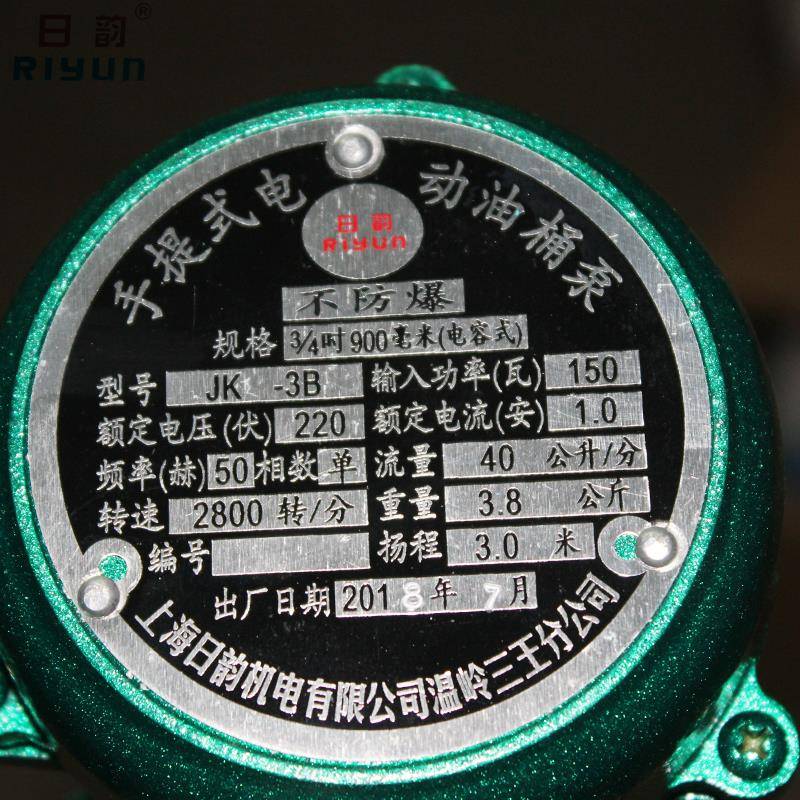 日韵®
RiYun
手提式电动油桶泵
日韵
RiYun
不防爆
规格 3/4吋900毫米(电容式)
型号 JK -3B 输入功率(瓦) 150
额定电压(伏) 220 额定电流(安) 1.0
频率(赫) 50 相数 单 流量 40 公升/分
转速 2800 转/分 重量 3.8 公斤
编号 扬程 3.0 米
出厂日期 2018年 7月
上海日韵机电有限公司温岭三王分公司